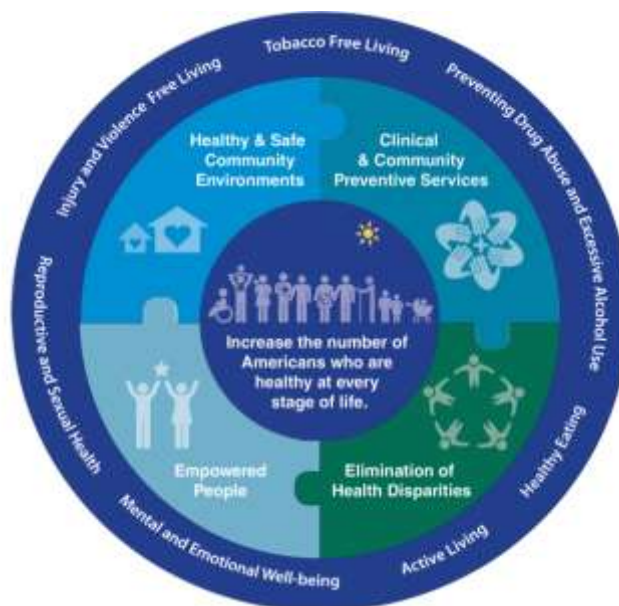 Tobacco Free Living
Preventing Drug Abuse and Excessive Alcohol Use
Healthy Eating
Active Living
Mental and Emotional Well-being
Reproductive and Sexual Health
Injury and Violence Free Living
Healthy & Safe
Community
Environments
Clinical
& Community
Preventive Services
Increase the number of
Americans who are
healthy at every
stage of life.
Empowered
People
Elimination of
Health Disparities